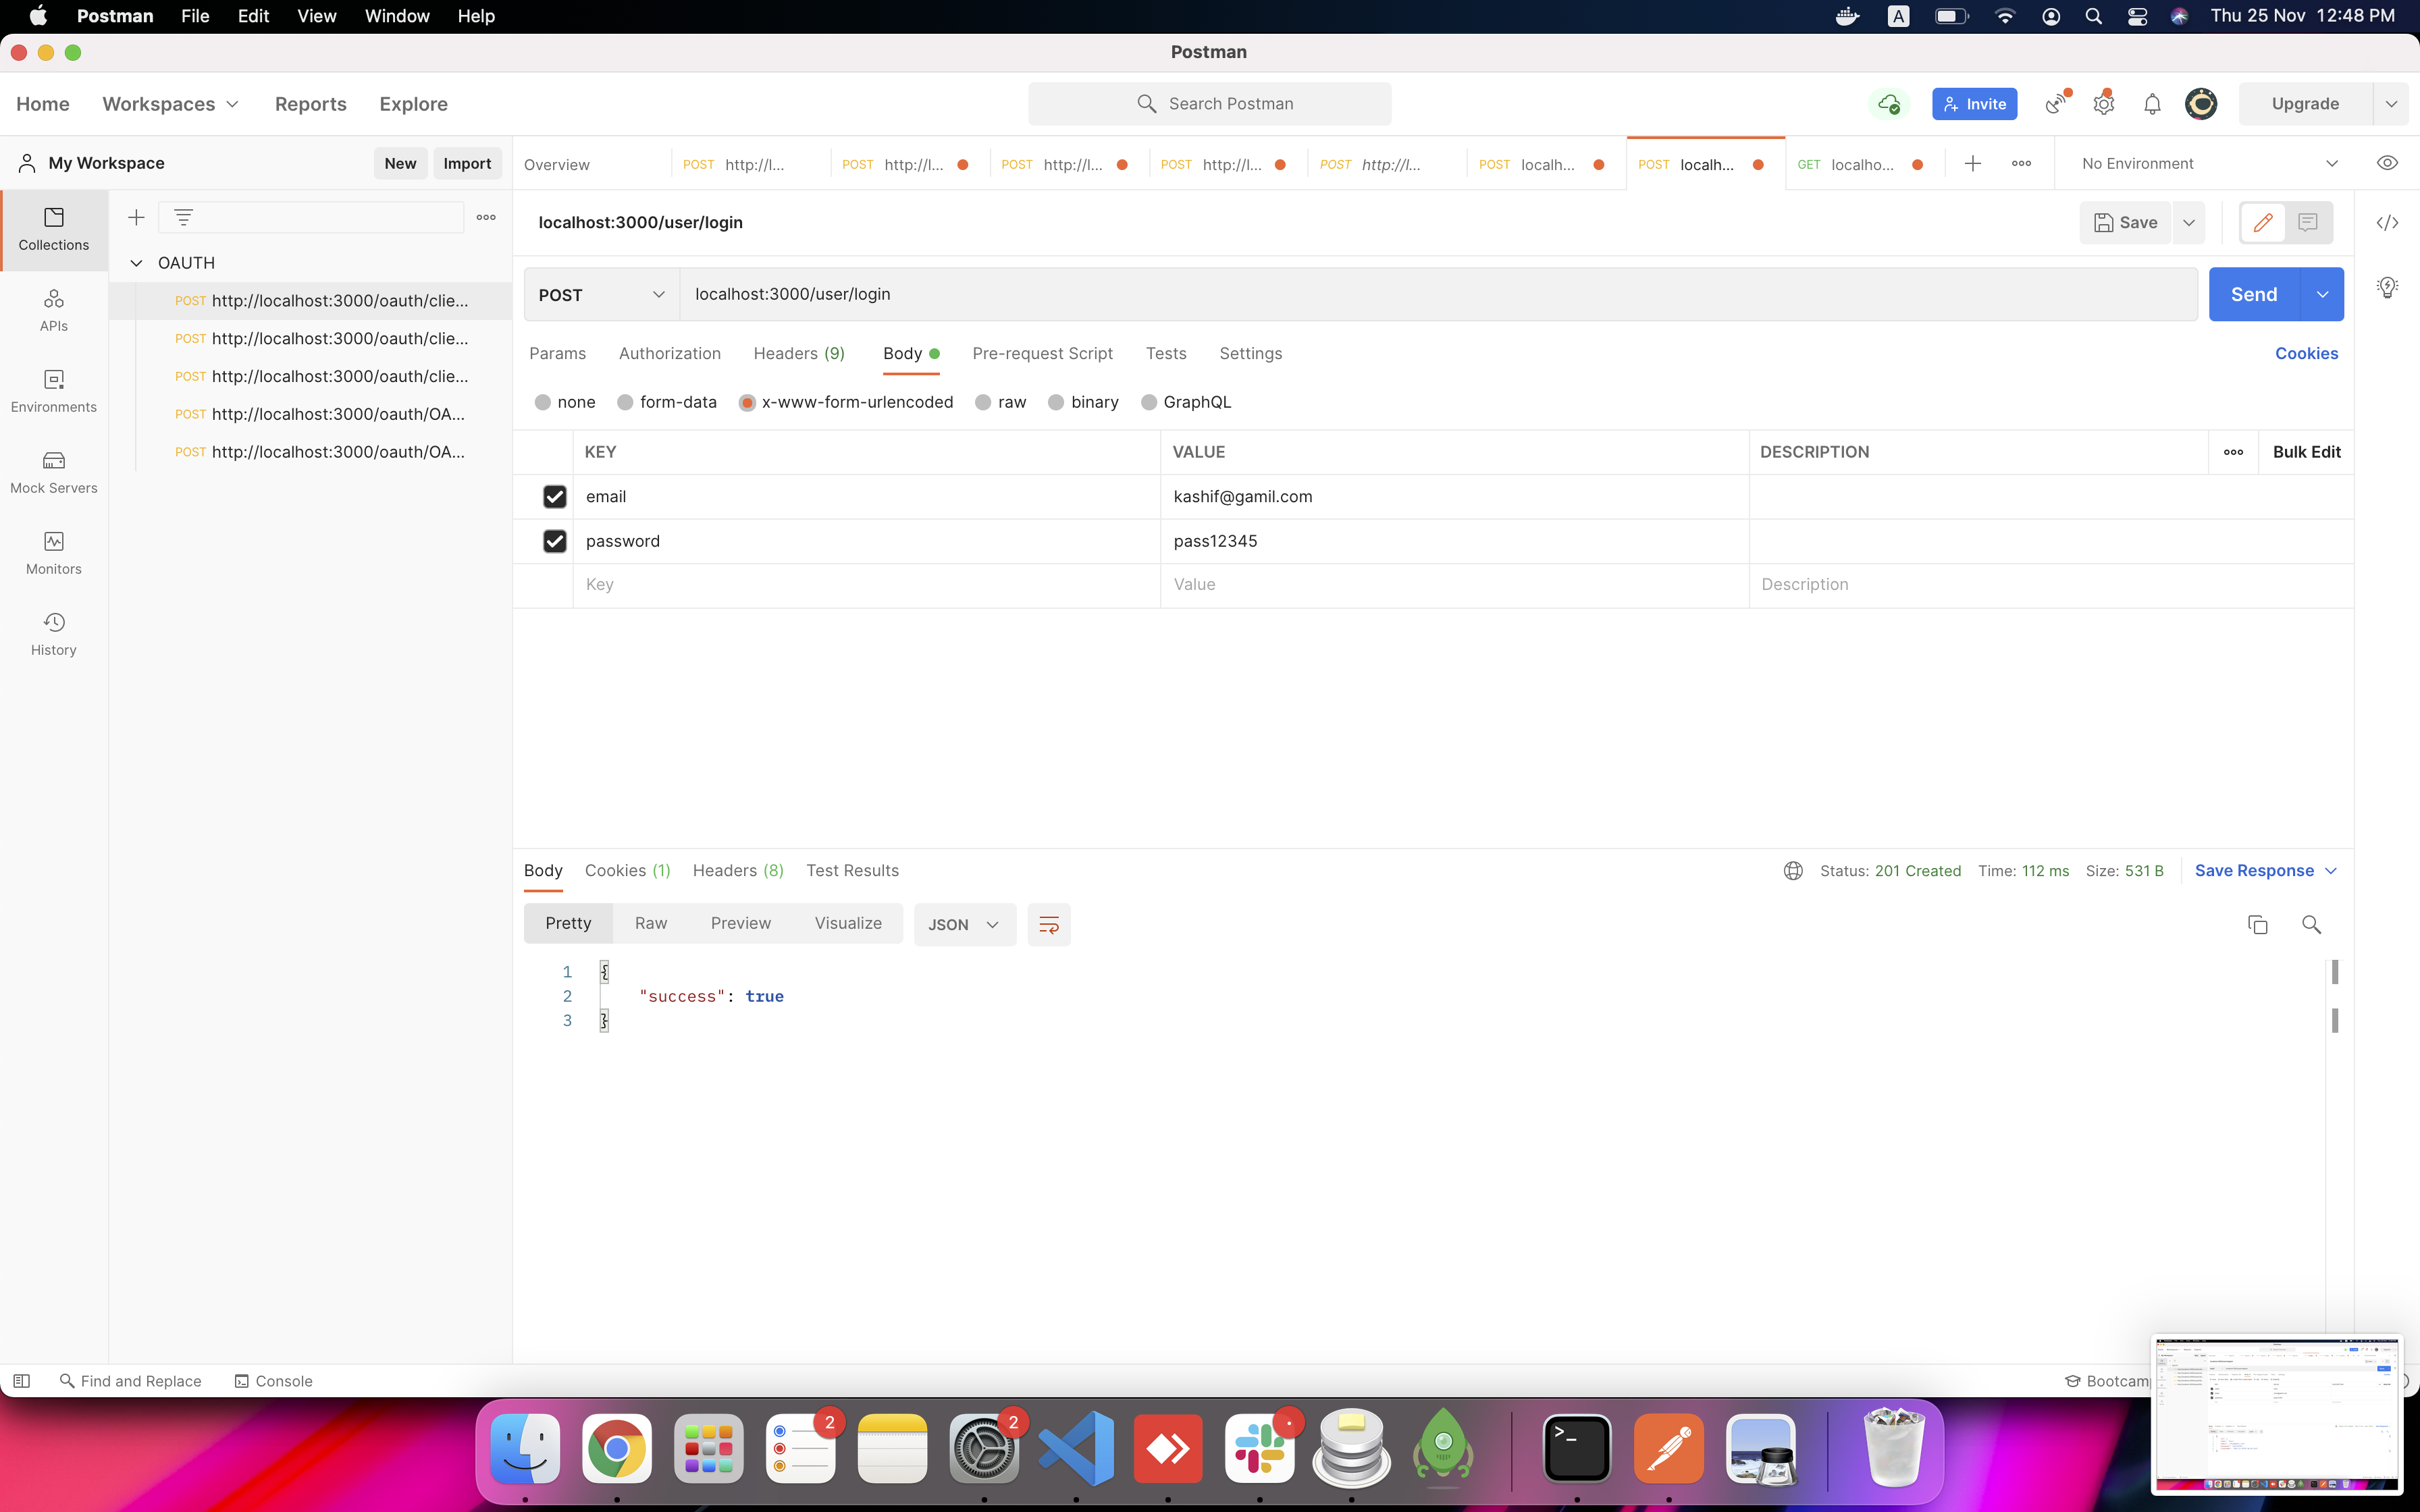 Postman File Edit View Window Help
A
Thu 25 Nov 12:48 PM
Postman
Home Workspaces Reports Explore
Search Postman
Invite
Upgrade
My Workspace
New Import
Overview
POST http://l...
POST http://l...
POST http://l...
POST http://l...
POST http://l...
POST localh...
POST localh...
GET localho...
No Environment
Collections
APIs
Environments
Mock Servers
Monitors
History
OAUTH
POST http://localhost:3000/oauth/clie...
POST http://localhost:3000/oauth/clie...
POST http://localhost:3000/oauth/clie...
POST http://localhost:3000/oauth/OA...
POST http://localhost:3000/oauth/OA...
localhost:3000/user/login
Save
POST localhost:3000/user/login
Send
Params Authorization Headers (9) Body Pre-request Script Tests Settings
Cookies
none form-data x-www-form-urlencoded raw binary GraphQL
KEY VALUE DESCRIPTION
Bulk Edit
email kashif@gamil.com
password pass12345
Key Value Description
Body Cookies (1) Headers (8) Test Results
Status: 201 Created Time: 112 ms Size: 531 B
Save Response
Pretty Raw Preview Visualize
JSON
1 {
2 "success": true
3 }
Find and Replace
Console
Bootcamp
2
2
>_